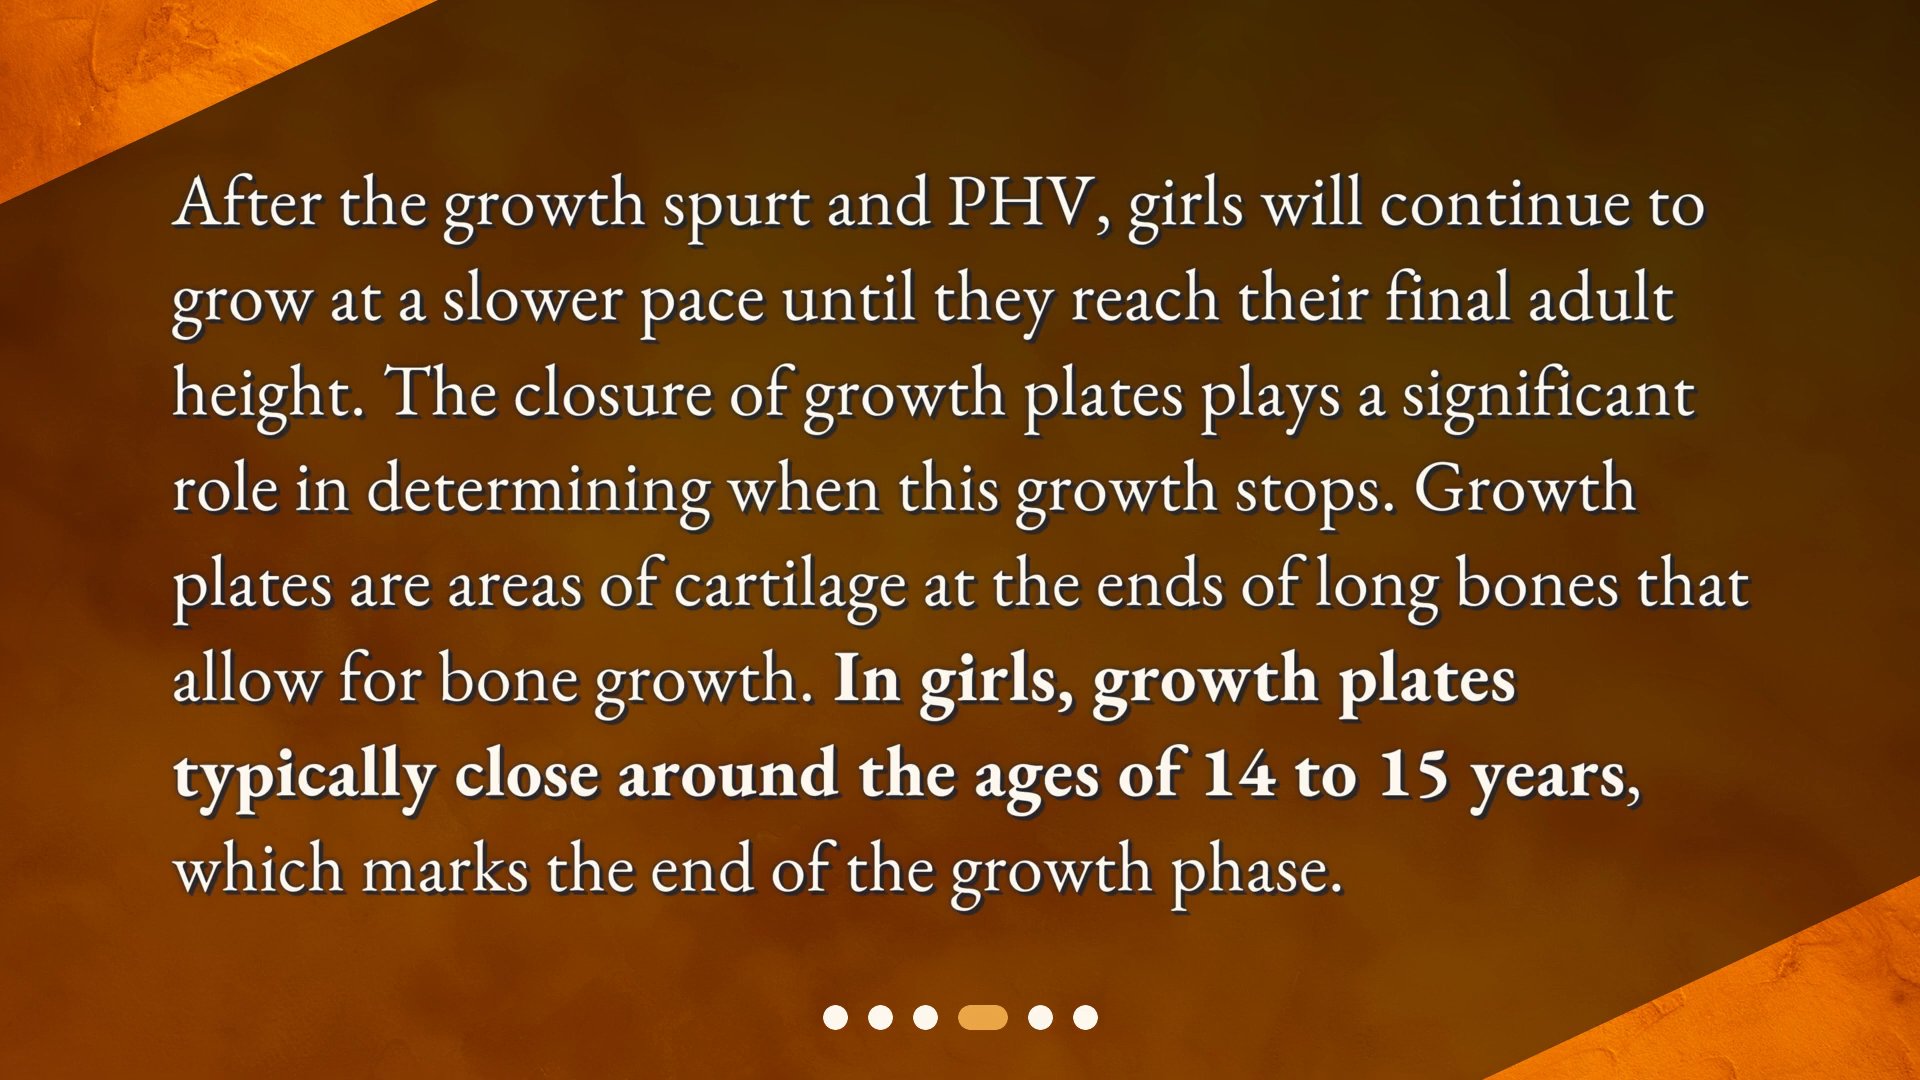 After the growth spurt and PHV, girls will continue to
grow at a slower pace until they reach their final adult
height. The closure of growth plates plays a significant
role in determining when this growth stops. Growth
plates are areas of cartilage at the ends of long bones that
allow for bone growth. In girls, growth plates
typically close around the ages of 14 to 15 years,
which marks the end of the growth phase.